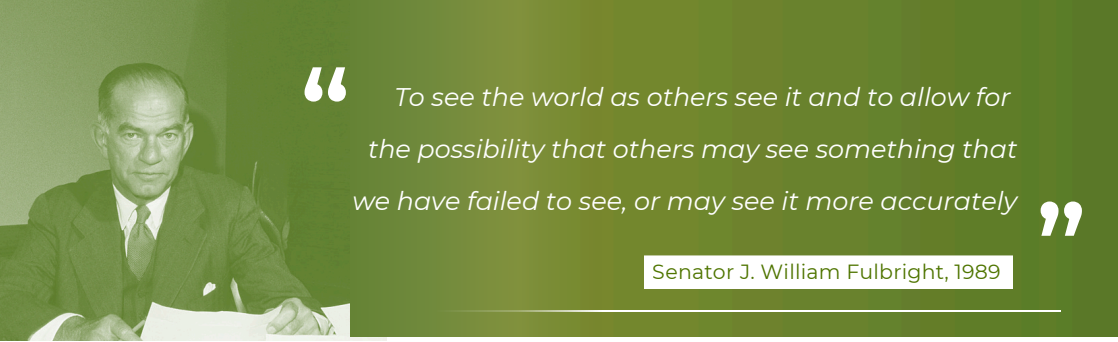 “ To see the world as others see it and to allow for
the possibility that others may see something that
we have failed to see, or may see it more accurately ”
Senator J. William Fulbright, 1989